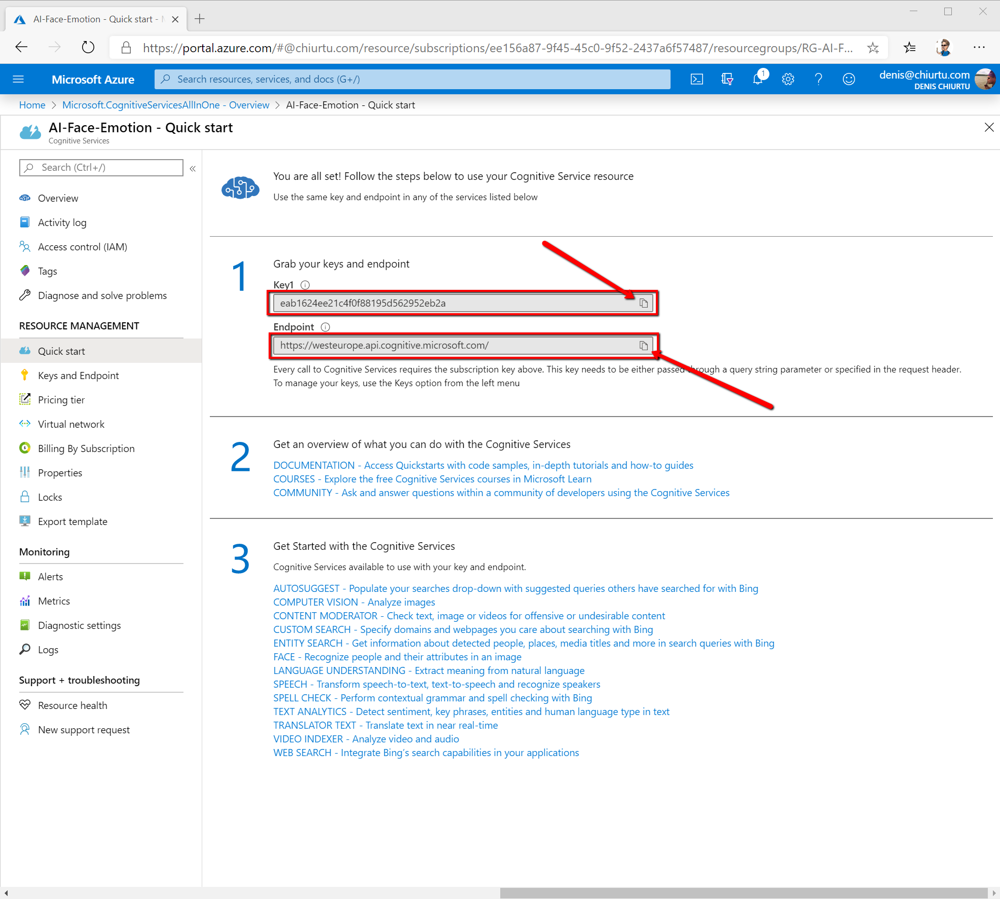 AI-Face-Emotion - Quick start -
https://portal.azure.com/#@chiurtu.com/resource/subscriptions/ee156a87-9f45-45c0-9f52-2437a6f57487/resourcegroups/RG-AI-F...
Microsoft Azure
Search resources, services, and docs (G+/)
1
denis@chiurtu.com
DENIS CHIURTU
Home > Microsoft.CognitiveServicesAllInOne - Overview > AI-Face-Emotion - Quick start
AI-Face-Emotion - Quick start
Cognitive Services
Search (Ctrl+/)
Overview
Activity log
Access control (IAM)
Tags
Diagnose and solve problems
RESOURCE MANAGEMENT
Quick start
Keys and Endpoint
Pricing tier
Virtual network
Billing By Subscription
Properties
Locks
Export template
Monitoring
Alerts
Metrics
Diagnostic settings
Logs
Support + troubleshooting
Resource health
New support request
You are all set! Follow the steps below to use your Cognitive Service resource
Use the same key and endpoint in any of the services listed below
1
Grab your keys and endpoint
Key1
eab1624ee21c4f0f88195d562952eb2a
Endpoint
https://westeurope.api.cognitive.microsoft.com/
Every call to Cognitive Services requires the subscription key above. This key needs to be either passed through a query string parameter or specified in the request header.
To manage your keys, use the Keys option from the left menu
2
Get an overview of what you can do with the Cognitive Services
DOCUMENTATION - Access Quickstarts with code samples, in-depth tutorials and how-to guides
COURSES - Explore the free Cognitive Services courses in Microsoft Learn
COMMUNITY - Ask and answer questions within a community of developers using the Cognitive Services
3
Get Started with the Cognitive Services
Cognitive Services available to use with your key and endpoint.
AUTOSUGGEST - Populate your searches drop-down with suggested queries others have searched for with Bing
COMPUTER VISION - Analyze images
CONTENT MODERATOR - Check text, image or videos for offensive or undesirable content
CUSTOM SEARCH - Specify domains and webpages you care about searching with Bing
ENTITY SEARCH - Get information about detected people, places, media titles and more in search queries with Bing
FACE - Recognize people and their attributes in an image
LANGUAGE UNDERSTANDING - Extract meaning from natural language
SPEECH - Transform speech-to-text, text-to-speech and recognize speakers
SPELL CHECK - Perform contextual grammar and spell checking with Bing
TEXT ANALYTICS - Detect sentiment, key phrases, entities and human language type in text
TRANSLATOR TEXT - Translate text in near real-time
VIDEO INDEXER - Analyze video and audio
WEB SEARCH - Integrate Bing's search capabilities in your applications